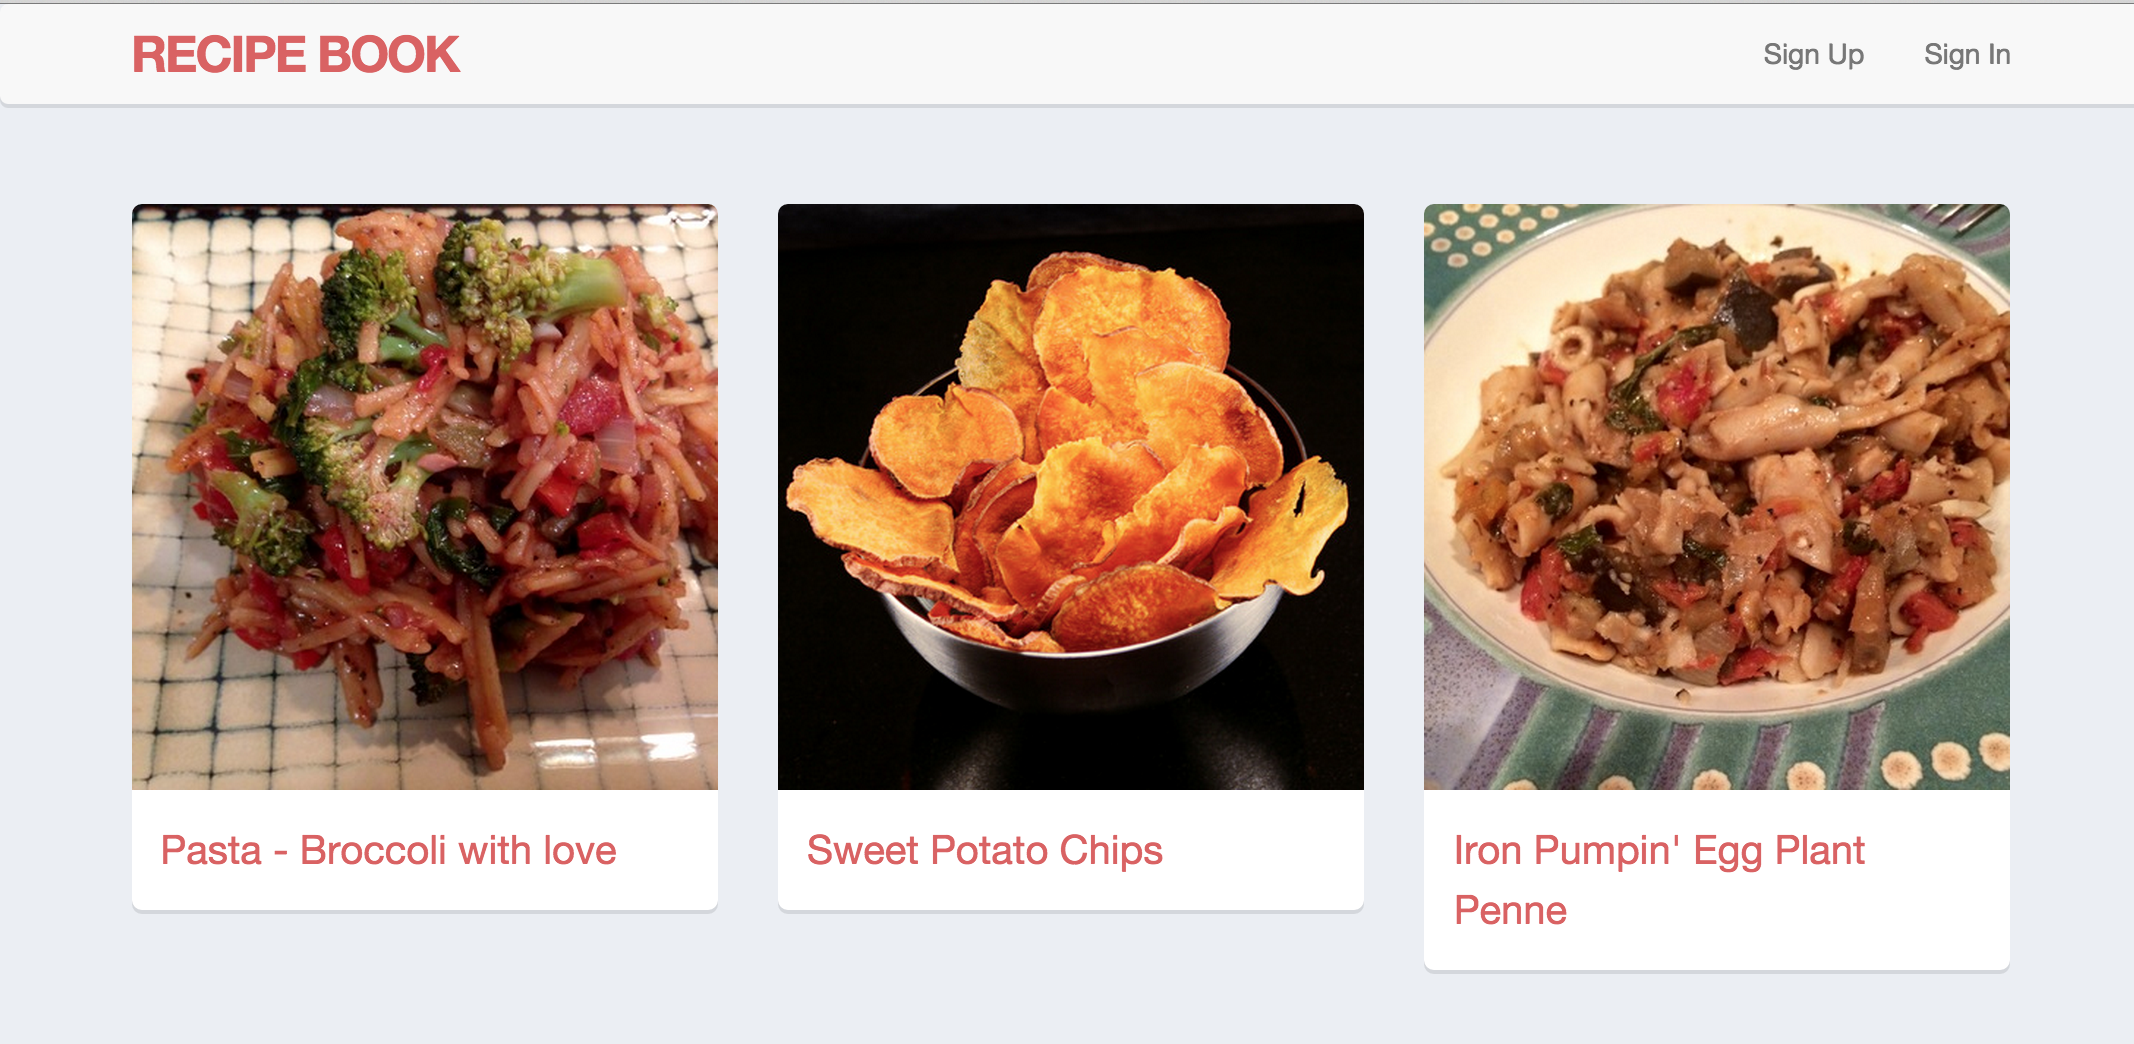 RECIPE BOOK
Sign Up
Sign In
Pasta - Broccoli with love
Sweet Potato Chips
Iron Pumpin' Egg Plant
Penne